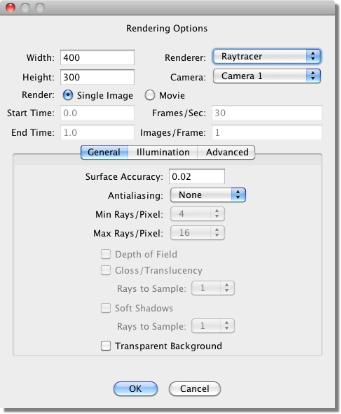 Rendering Options
Width: 400 Renderer: Raytracer
Height: 300 Camera: Camera 1
Render: Single Image Movie
Start Time: 0.0 Frames/Sec: 30
End Time: 1.0 Images/Frame: 1
General Illumination Advanced
Surface Accuracy: 0.02
Antialiasing: None
Min Rays/Pixel: 4
Max Rays/Pixel: 16
Depth of Field
Gloss/Translucency
Rays to Sample: 1
Soft Shadows
Rays to Sample: 1
Transparent Background
OK Cancel